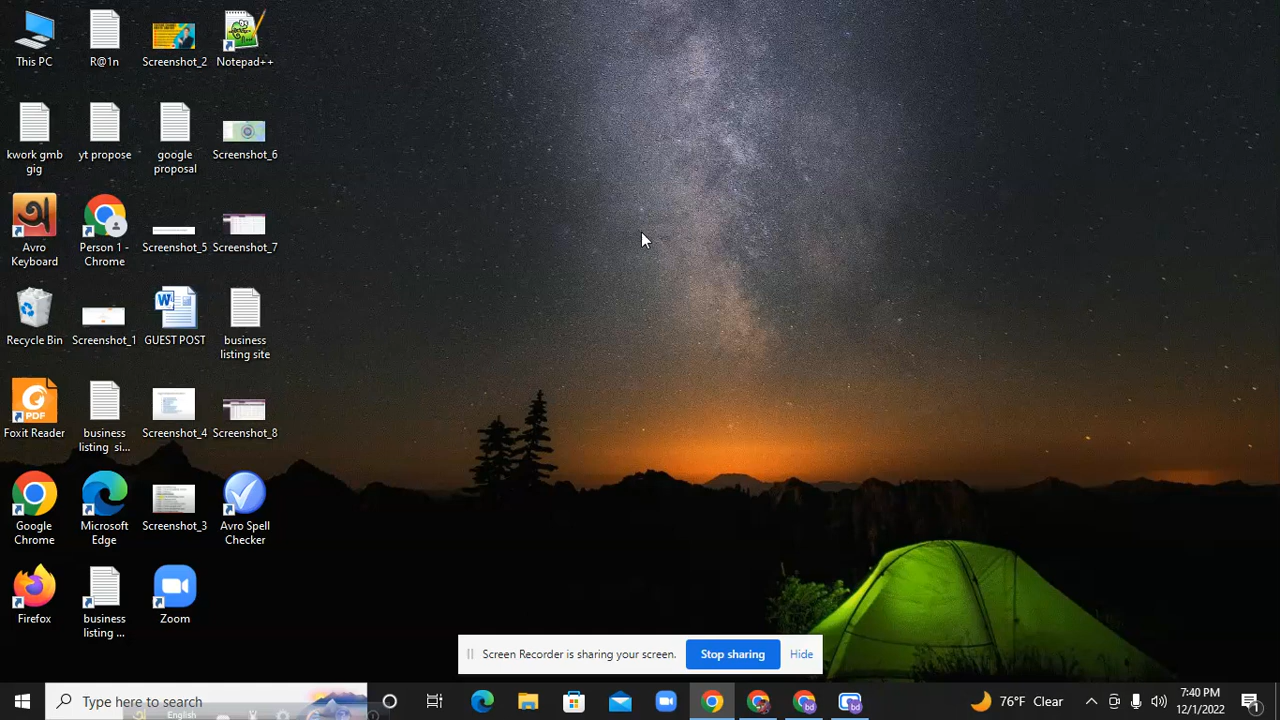 This PC
R@1n
Screenshot_2
Notepad++
kwork gmb
gig
yt propose
google
proposal
Screenshot_6
Avro
Keyboard
Person 1 -
Chrome
Screenshot_5
Screenshot_7
Recycle Bin
Screenshot_1
GUEST POST
business
listing site
Foxit Reader
business
listing si...
Screenshot_4
Screenshot_8
Google
Chrome
Microsoft
Edge
Screenshot_3
Avro Spell
Checker
Firefox
business
listing ...
Zoom
Screen Recorder is sharing your screen.
Stop sharing
Hide
Type here to search
English
78°F Clear
7:40 PM
12/1/2022
1